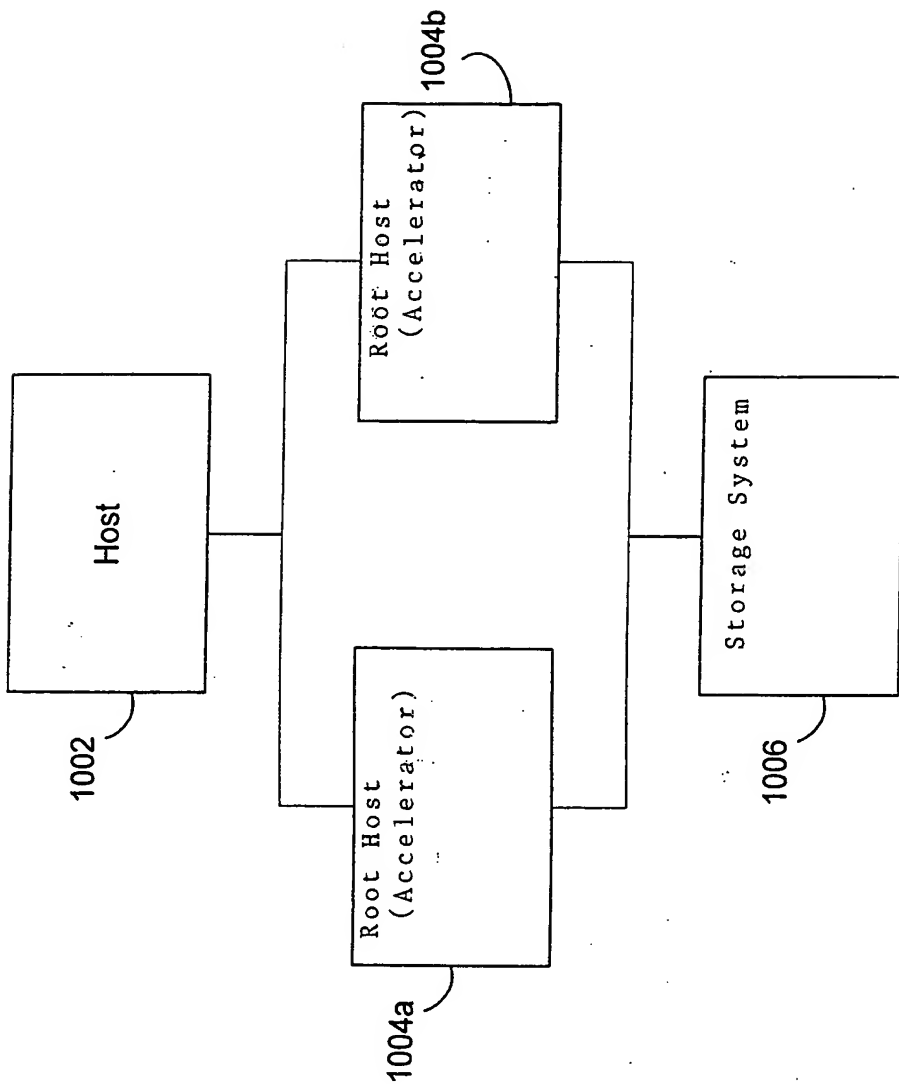 1002
Host
Root Host
(Accelerator)
1004a
Root Host
(Accelerator)
1004b
Storage System
1006